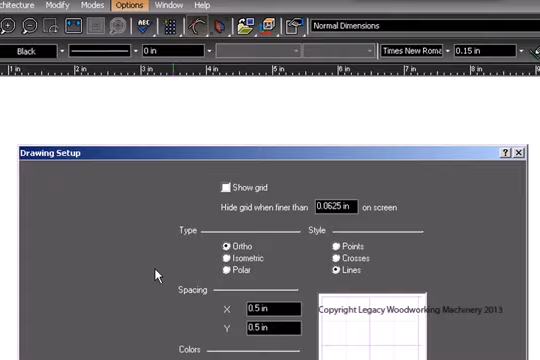 chitecture Modify Modes Options Window Help
ABC Normal Dimensions
Black 0 in Times New Roma 0.15 in
1 in 2 in 3 in 4 in 5 in 6 in 7 in 8 in
Drawing Setup
Show grid
Hide grid when finer than 0.0625 in on screen
Type Style
Ortho Points
Isometric Crosses
Polar Lines
Spacing
X 0.5 in
Copyright Legacy Woodworking Machinery 2013
Y 0.5 in
Colors